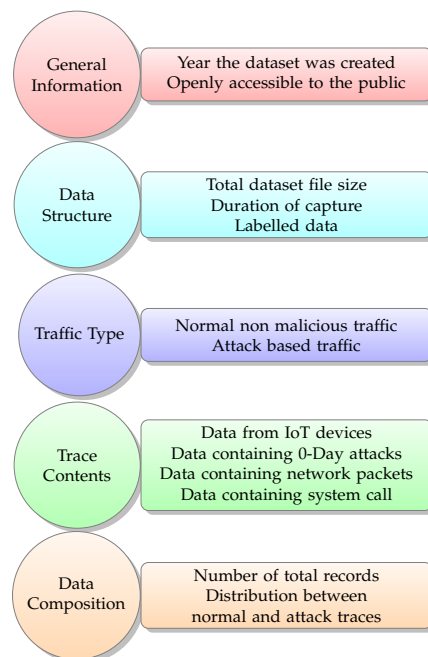 General
Information
Year the dataset was created
Openly accessible to the public
Data
Structure
Total dataset file size
Duration of capture
Labelled data
Traffic Type
Normal non malicious traffic
Attack based traffic
Trace
Contents
Data from IoT devices
Data containing 0-Day attacks
Data containing network packets
Data containing system call
Data
Composition
Number of total records
Distribution between
normal and attack traces